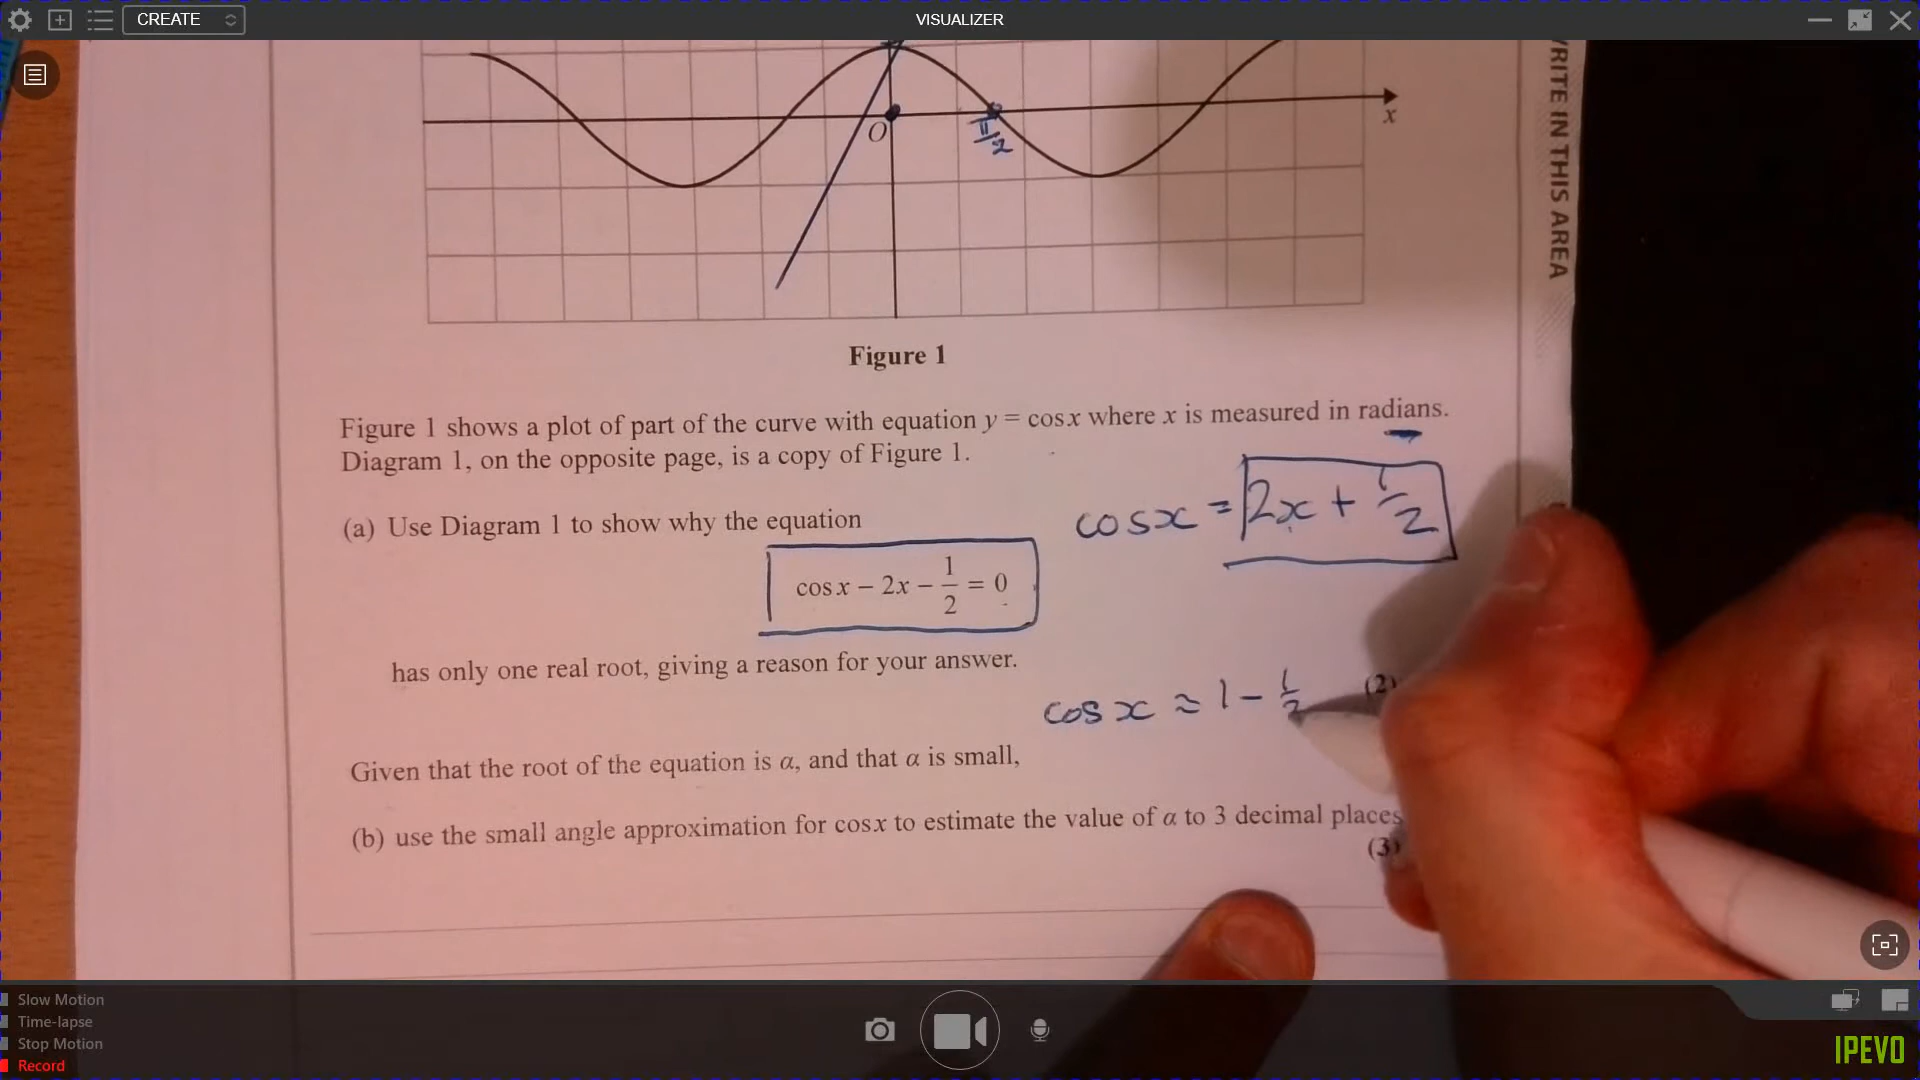 CREATE
VISUALIZER
WRITE IN THIS AREA
O
π/2
x
Figure 1
Figure 1 shows a plot of part of the curve with equation y = cos x where x is measured in radians.
Diagram 1, on the opposite page, is a copy of Figure 1.
cos x = 2x + 1/2
(a) Use Diagram 1 to show why the equation
cos x − 2x − 1/2 = 0
has only one real root, giving a reason for your answer.
(2)
cos x ≈ 1 − 1/2
Given that the root of the equation is α, and that α is small,
(b) use the small angle approximation for cos x to estimate the value of α to 3 decimal places
(3)
Slow Motion
Time-lapse
Stop Motion
Record
IPEVO